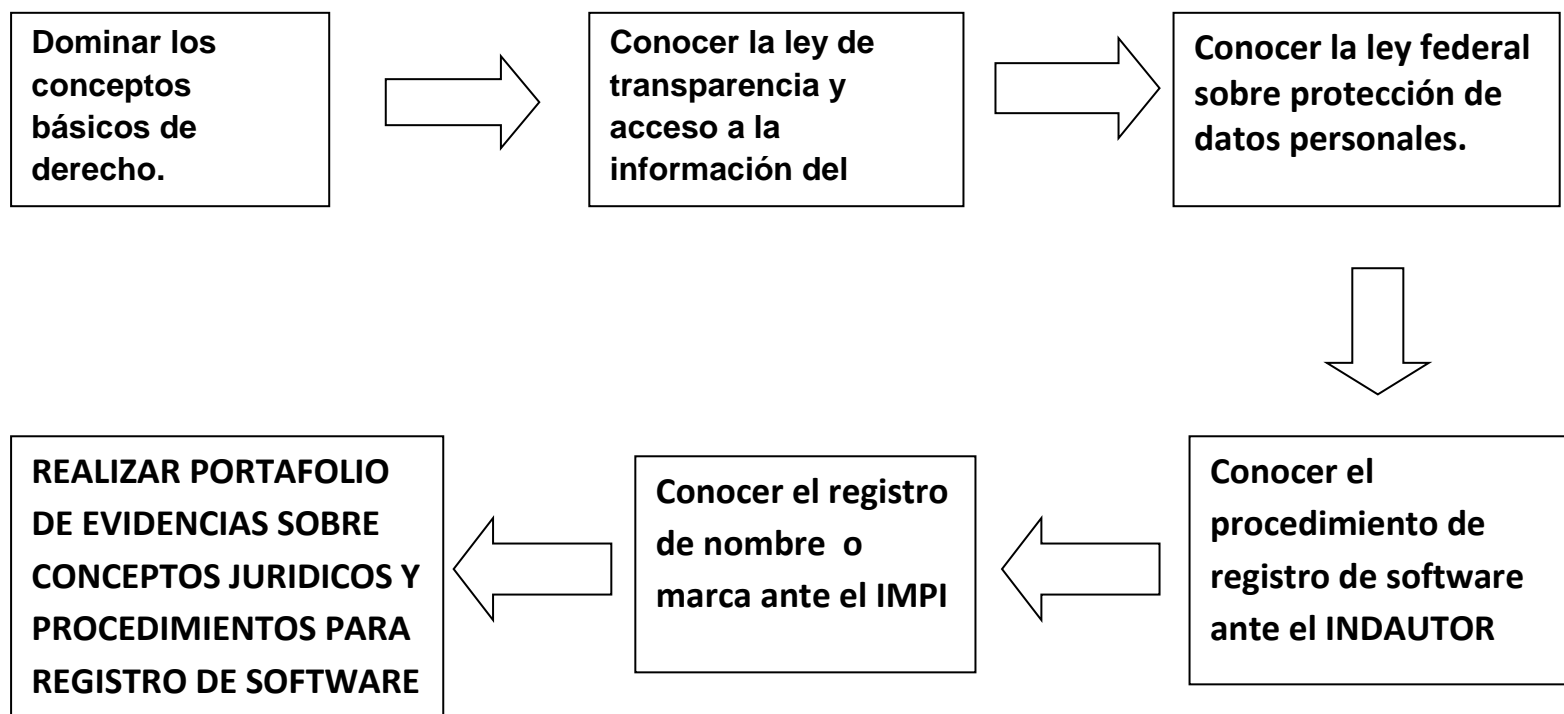 Dominar los
conceptos
básicos de
derecho.
Conocer la ley de
transparencia y
acceso a la
información del
Conocer la ley federal
sobre protección de
datos personales.
Conocer el
procedimiento de
registro de software
ante el INDAUTOR
Conocer el registro
de nombre o
marca ante el IMPI
REALIZAR PORTAFOLIO
DE EVIDENCIAS SOBRE
CONCEPTOS JURIDICOS Y
PROCEDIMIENTOS PARA
REGISTRO DE SOFTWARE